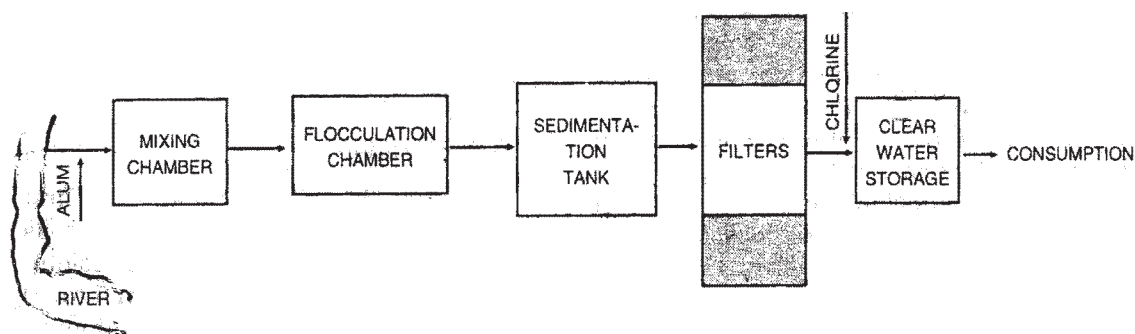 RIVER
ALUM
MIXING
CHAMBER
FLOCCULATION
CHAMBER
SEDIMENTA-
TION
TANK
FILTERS
CHLORINE
CLEAR
WATER
STORAGE
CONSUMPTION